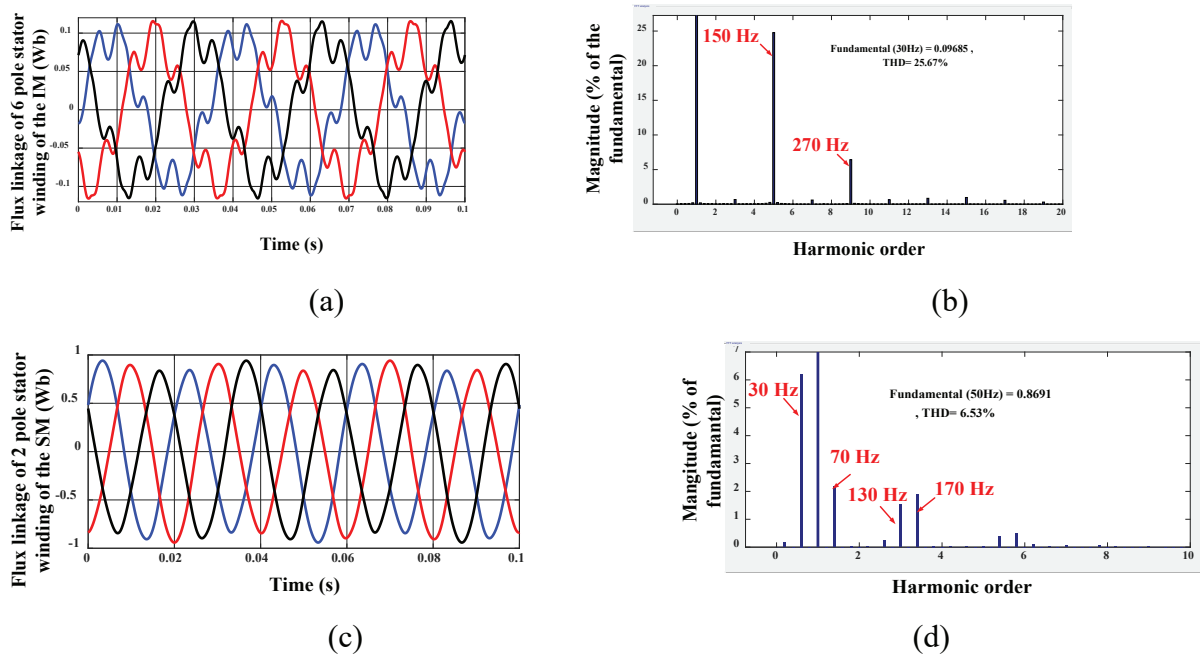 Flux linkage of 6 pole stator
winding of the IM (Wb)
0.1
0.05
0
-0.05
-0.1
0 0.01 0.02 0.03 0.04 0.05 0.06 0.07 0.08 0.09 0.1
Time (s)
(a)
Magnitude (% of the
fundamental)
25
20
15
10
5
0
150 Hz
270 Hz
Fundamental (30Hz) = 0.09685 ,
THD= 25.67%
0 2 4 6 8 10 12 14 16 18 20
Harmonic order
(b)
Flux linkage of 2 pole stator
winding of the SM (Wb)
1
0.5
0
-0.5
-1
0 0.02 0.04 0.06 0.08 0.1
Time (s)
(c)
Mangitude (% of
fundamantal)
7
6
5
4
3
2
1
0
30 Hz
70 Hz
130 Hz
170 Hz
Fundamental (50Hz) = 0.8691
, THD= 6.53%
0 2 4 6 8 10
Harmonic order
(d)